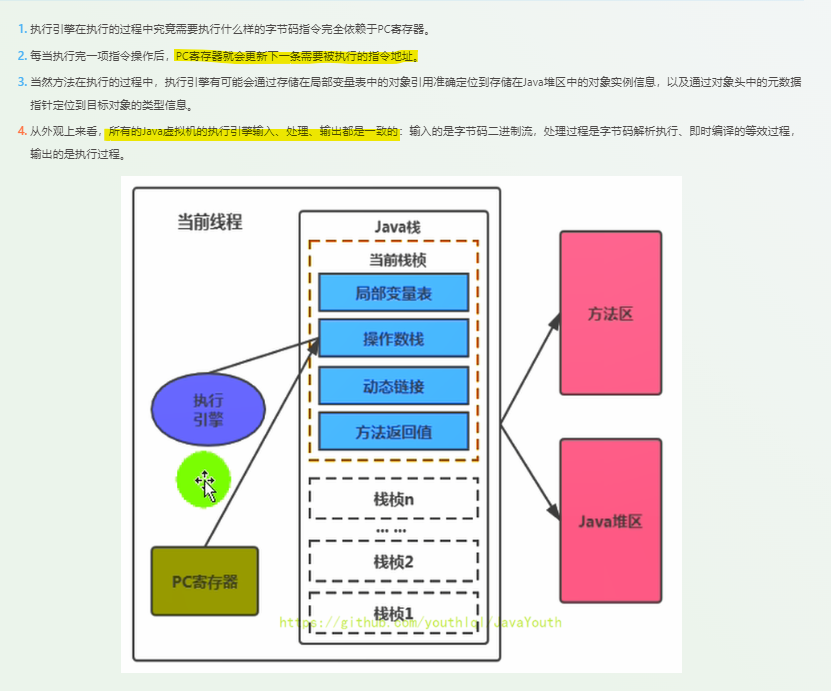 1. 执行引擎在执行的过程中究竟需要执行什么样的字节码指令完全依赖于PC寄存器。
2. 每当执行完一项指令操作后，PC寄存器就会更新下一条需要被执行的指令地址。
3. 当然方法在执行的过程中，执行引擎有可能会通过存储在局部变量表中的对象引用准确定位到存储在Java堆区中的对象实例信息，以及通过对象头中的元数据
指针定位到目标对象的类型信息。
4. 从外观上来看，所有的Java虚拟机的执行引擎输入、处理、输出都是一致的：输入的是字节码二进制流，处理过程是字节码解析执行、即时编译的等效过程，
输出的是执行过程。
当前线程
Java栈
当前栈桢
局部变量表
操作数栈
动态链接
方法返回值
栈桢n
... ...
栈桢2
栈桢1
执行
引擎
PC寄存器
方法区
Java堆区
https://github.com/youthlql/JavaYouth